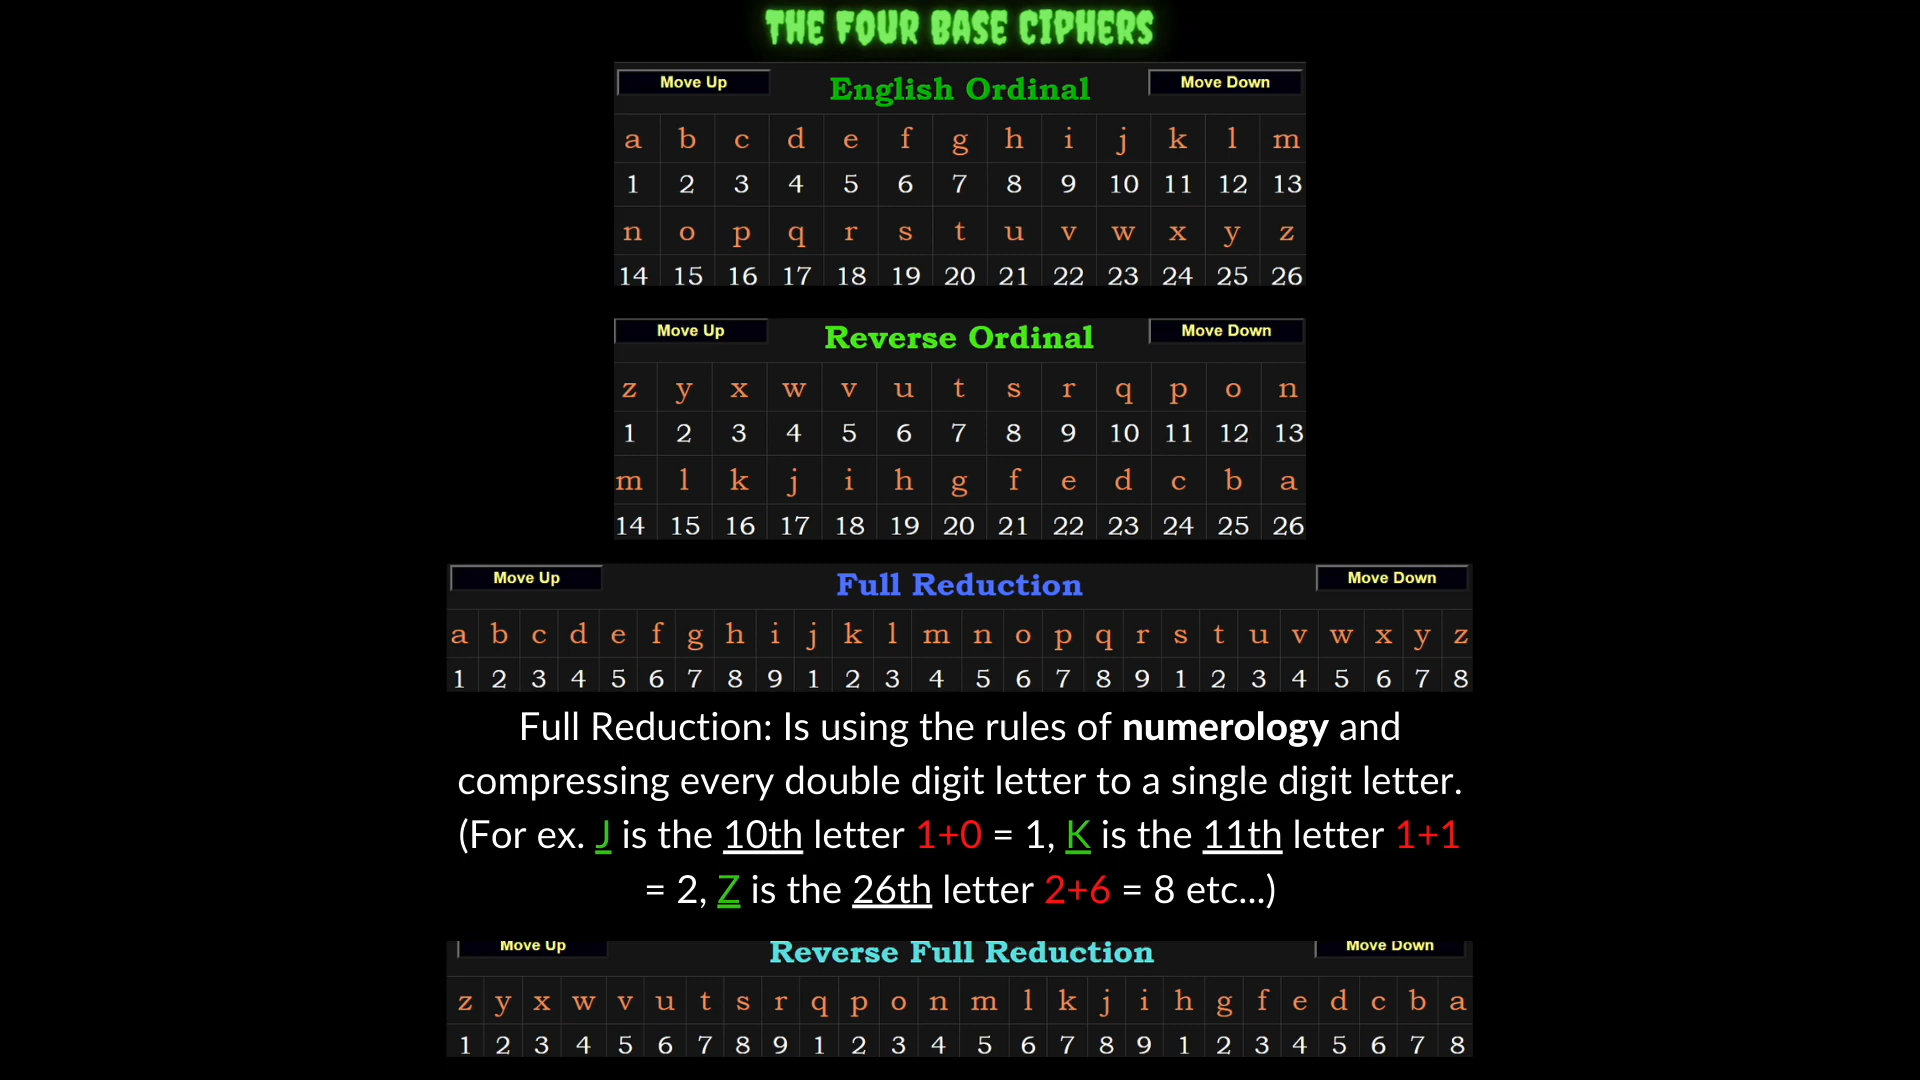 THE FOUR BASE CIPHERS
Move Up English Ordinal Move Down
a b c d e f g h i j k l m
1 2 3 4 5 6 7 8 9 10 11 12 13
n o p q r s t u v w x y z
14 15 16 17 18 19 20 21 22 23 24 25 26
Move Up Reverse Ordinal Move Down
z y x w v u t s r q p o n
1 2 3 4 5 6 7 8 9 10 11 12 13
m l k j i h g f e d c b a
14 15 16 17 18 19 20 21 22 23 24 25 26
Move Up Full Reduction Move Down
a b c d e f g h i j k l m n o p q r s t u v w x y z
1 2 3 4 5 6 7 8 9 1 2 3 4 5 6 7 8 9 1 2 3 4 5 6 7 8
Full Reduction: Is using the rules of numerology and
compressing every double digit letter to a single digit letter.
(For ex. J is the 10th letter 1+0 = 1, K is the 11th letter 1+1
= 2, Z is the 26th letter 2+6 = 8 etc...)
Move Up Reverse Full Reduction Move Down
z y x w v u t s r q p o n m l k j i h g f e d c b a
1 2 3 4 5 6 7 8 9 1 2 3 4 5 6 7 8 9 1 2 3 4 5 6 7 8